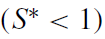 (S* < 1)